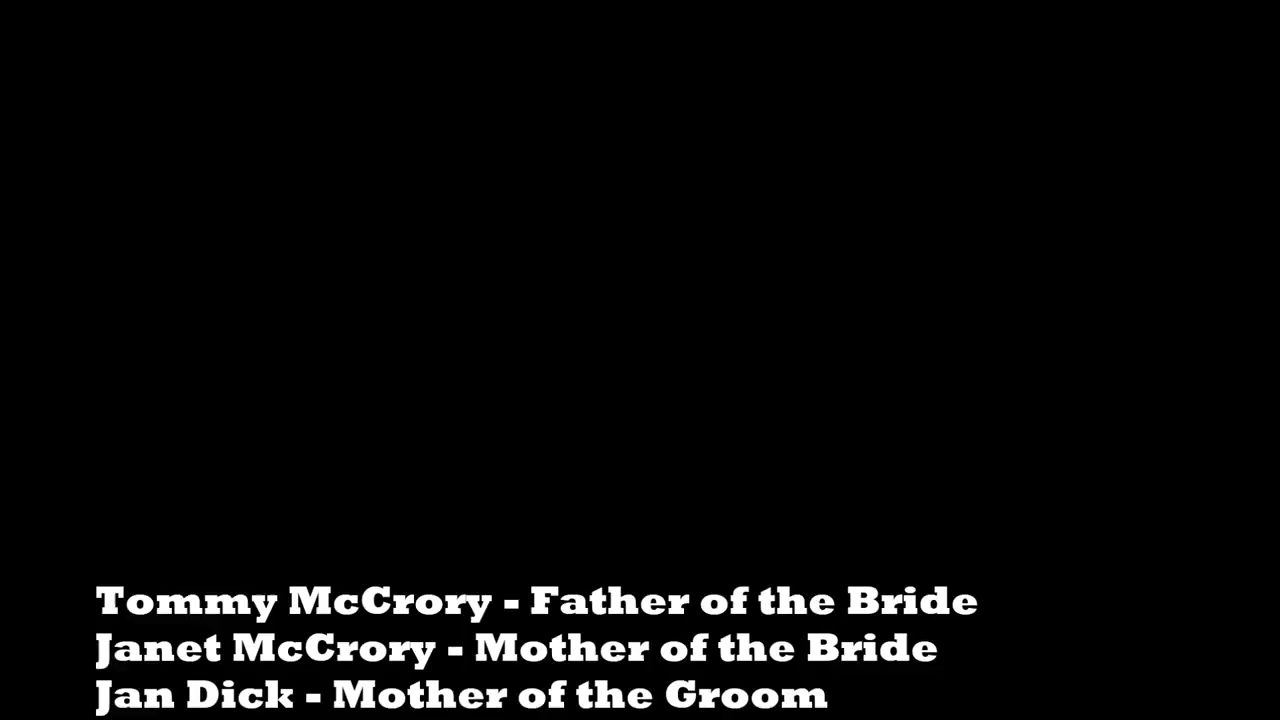 Tommy McCrory - Father of the Bride
Janet McCrory - Mother of the Bride
Jan Dick - Mother of the Groom